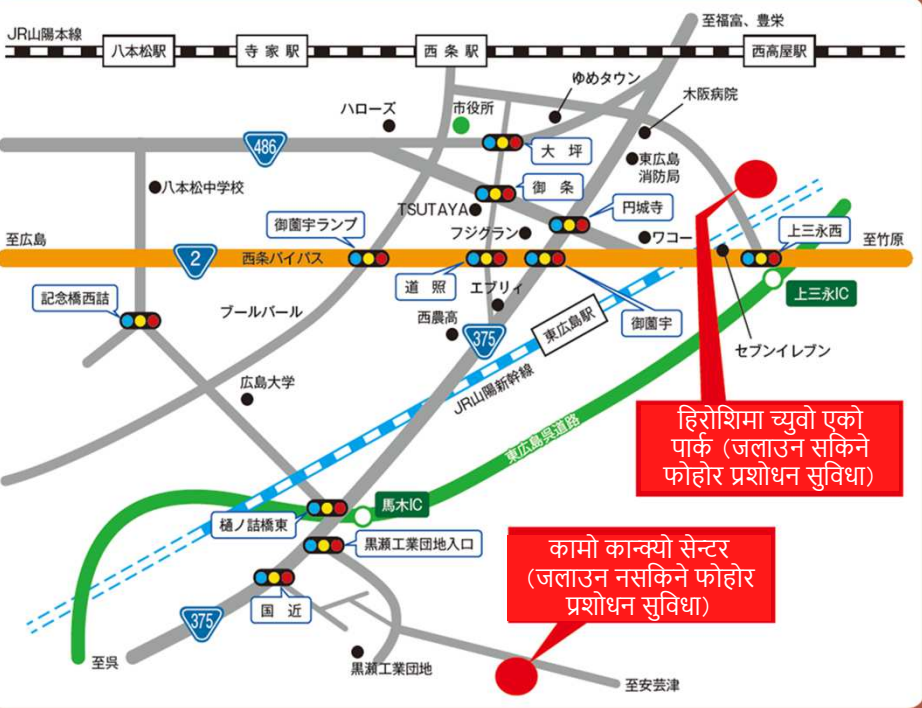 JR山陽本線
至福富、豊栄
八本松駅
寺家駅
西条駅
西高屋駅
ゆめタウン
木阪病院
ハローズ
市役所
486
大坪
東広島
消防局
八本松中学校
御条
TSUTAYA
円城寺
御薗宇ランプ
フジグラン
ワコー
上三永西
至広島
2
西条バイパス
至竹原
道照
エブリィ
記念橋西詰
ブールバール
西農高
375
東広島駅
御薗宇
上三永IC
セブンイレブン
広島大学
JR山陽新幹線
東広島呉道路
हिरोशिमा च्युवो एको
पार्क (जलाउन सकिने
फोहोर प्रशोधन सुविधा)
馬木IC
樋ノ詰橋東
黒瀬工業団地入口
कामो कान्क्यो सेन्टर
(जलाउन नसकिने फोहोर
प्रशोधन सुविधा)
国近
375
至呉
黒瀬工業団地
至安芸津